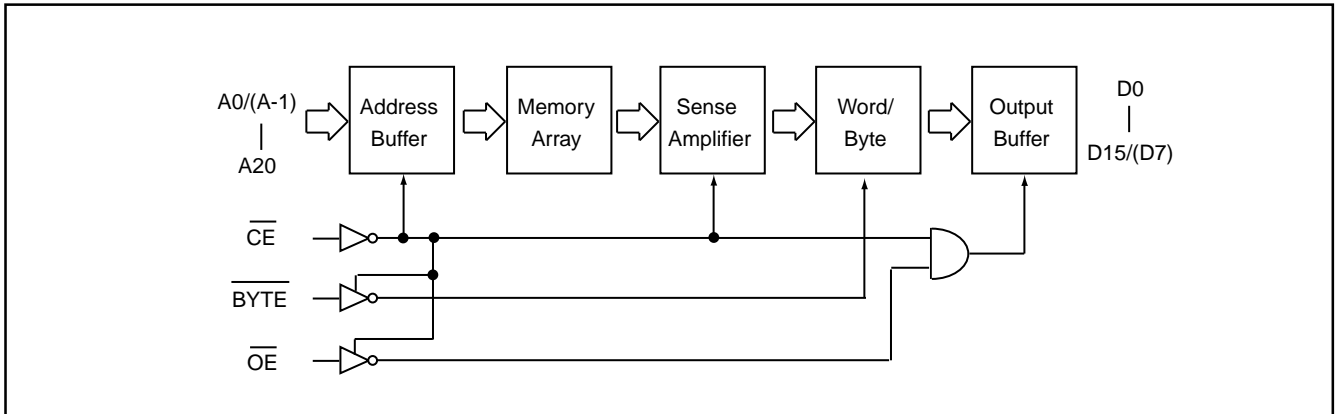 A0/(A-1)
A20
Address
Buffer
Memory
Array
Sense
Amplifier
Word/
Byte
Output
Buffer
D0
D15/(D7)
CE
BYTE
OE